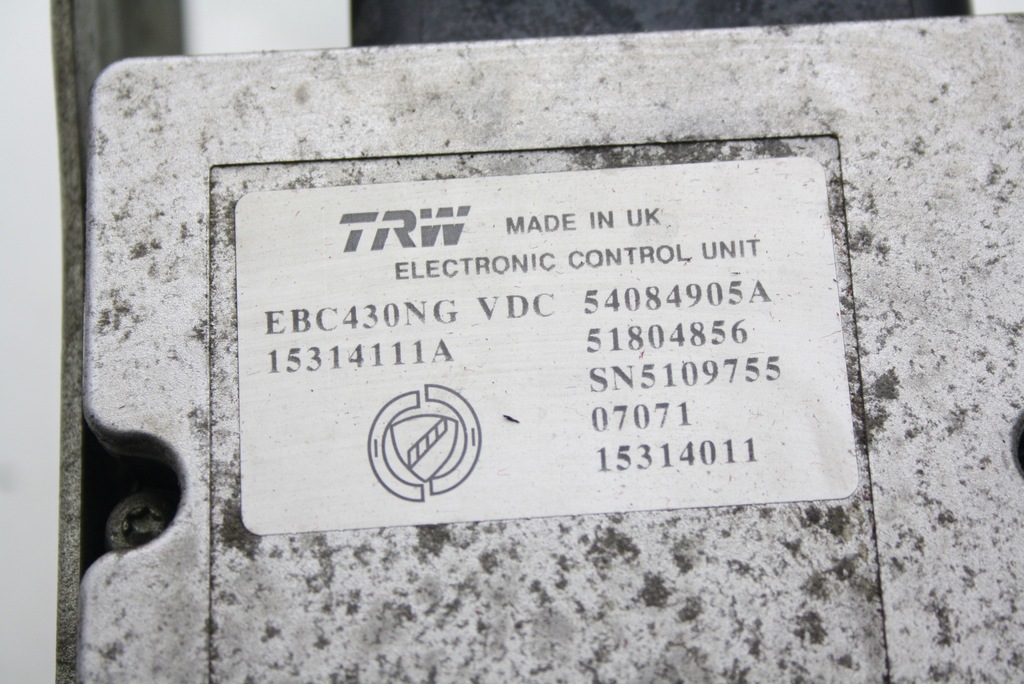 TRW MADE IN UK
ELECTRONIC CONTROL UNIT
EBC430NG VDC 54084905A
15314111A 51804856
SN5109755
07071
15314011